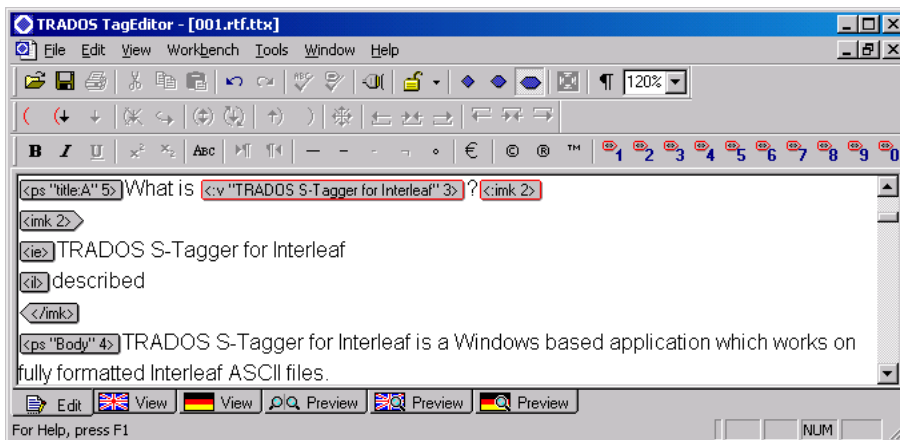 TRADOS TagEditor - [001.rtf.ttx]
File Edit View Workbench Tools Window Help
¶ 120%
B I U x² x₂ ABC ¶ ¶ — – - ¬ ° € © ® ™ 1 2 3 4 5 6 7 8 9 0
<ps "title:A" 5> What is <:v "TRADOS S-Tagger for Interleaf" 3> ? <:imk 2>
<imk 2>
<ie> TRADOS S-Tagger for Interleaf
<il> described
</imk>
<ps "Body" 4> TRADOS S-Tagger for Interleaf is a Windows based application which works on
fully formatted Interleaf ASCII files.
Edit View View Preview Preview Preview
For Help, press F1 NUM